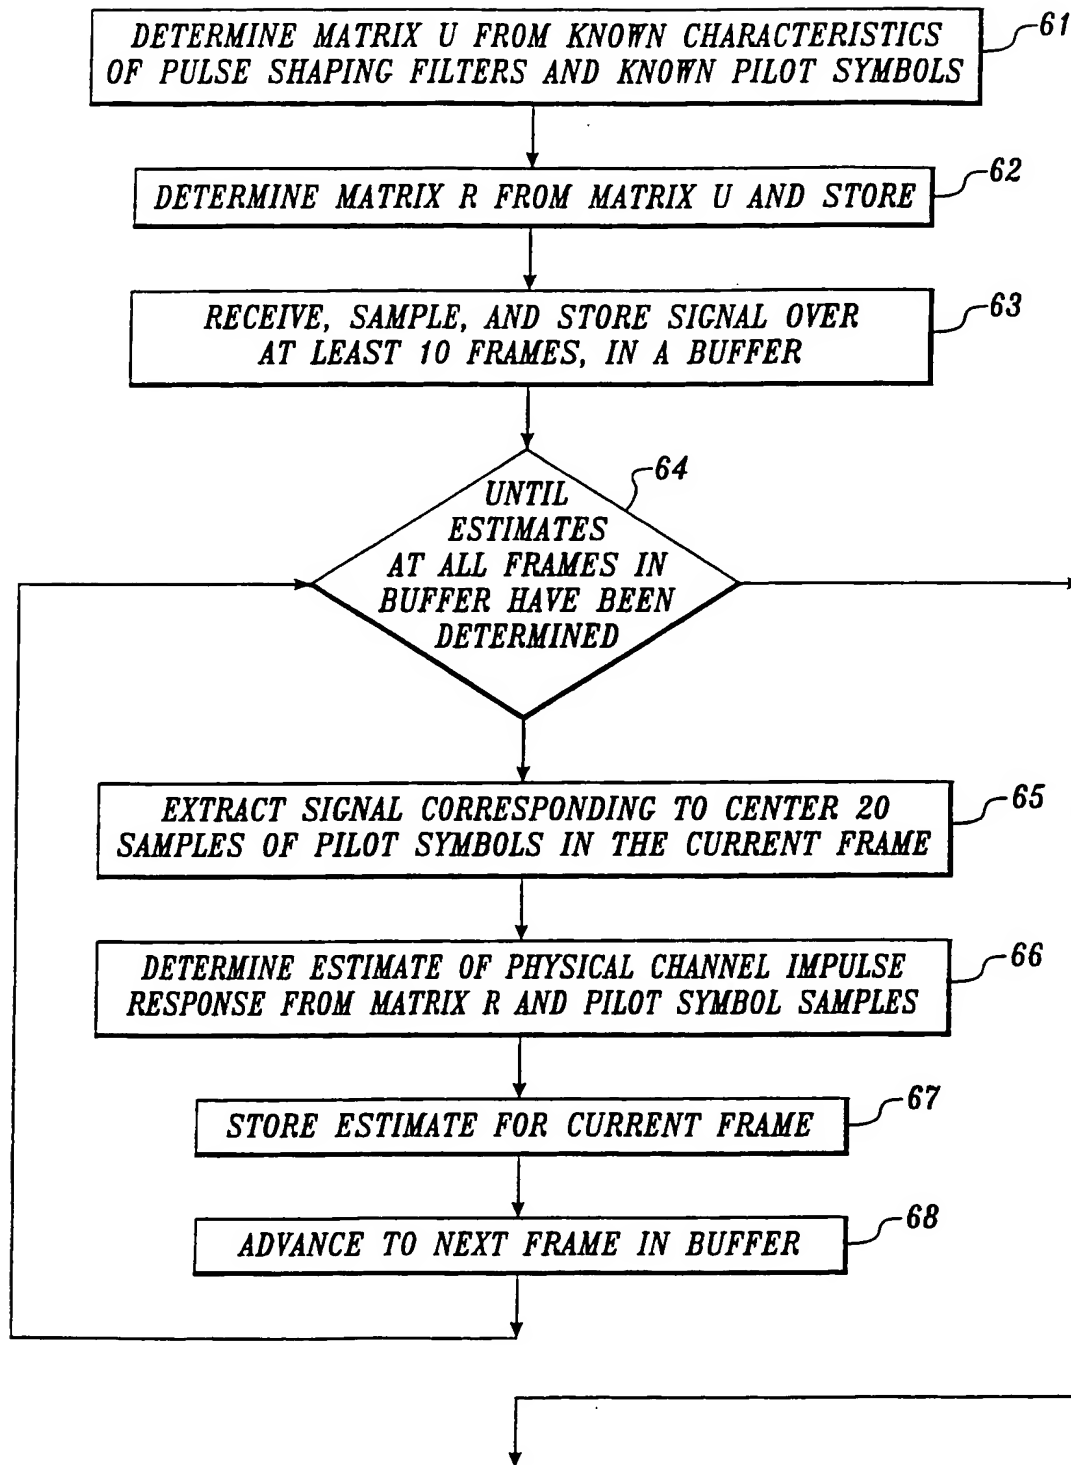 DETERMINE MATRIX U FROM KNOWN CHARACTERISTICS
OF PULSE SHAPING FILTERS AND KNOWN PILOT SYMBOLS
61
DETERMINE MATRIX R FROM MATRIX U AND STORE
62
RECEIVE, SAMPLE, AND STORE SIGNAL OVER
AT LEAST 10 FRAMES, IN A BUFFER
63
64
UNTIL
ESTIMATES
AT ALL FRAMES IN
BUFFER HAVE BEEN
DETERMINED
EXTRACT SIGNAL CORRESPONDING TO CENTER 20
SAMPLES OF PILOT SYMBOLS IN THE CURRENT FRAME
65
DETERMINE ESTIMATE OF PHYSICAL CHANNEL IMPULSE
RESPONSE FROM MATRIX R AND PILOT SYMBOL SAMPLES
66
STORE ESTIMATE FOR CURRENT FRAME
67
ADVANCE TO NEXT FRAME IN BUFFER
68